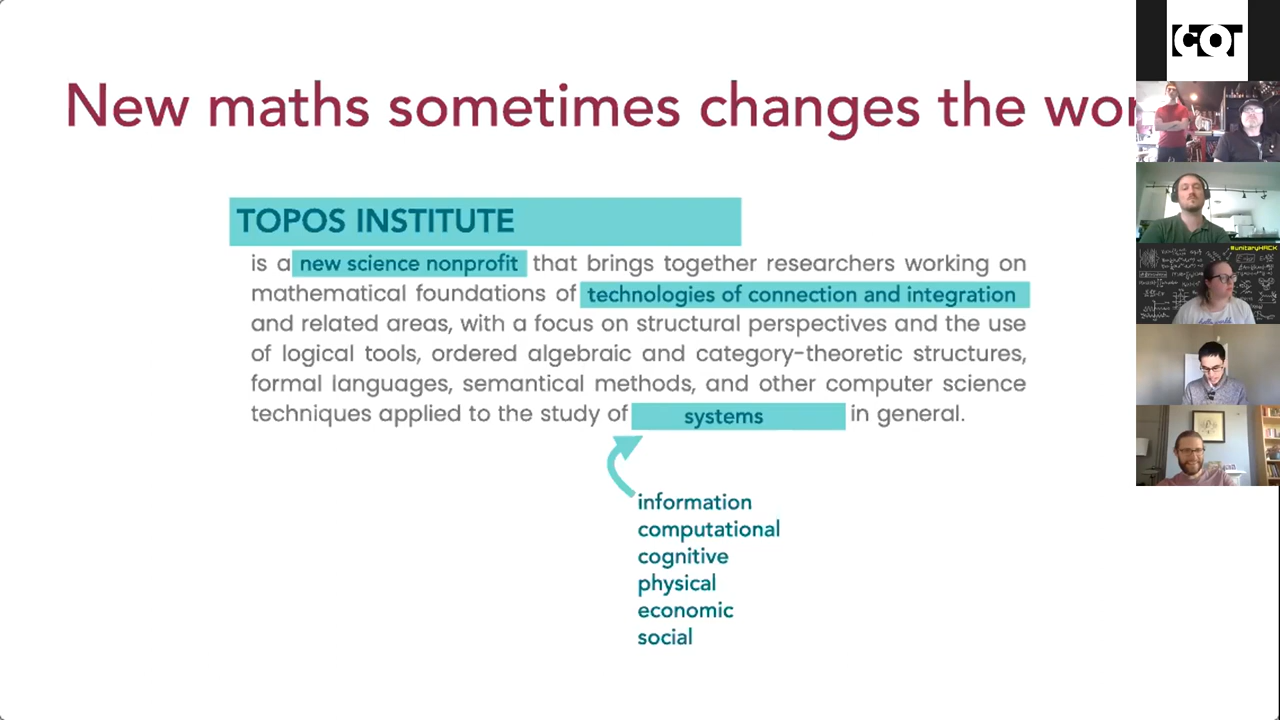 New maths sometimes changes the wor
TOPOS INSTITUTE
is a new science nonprofit that brings together researchers working on
mathematical foundations of technologies of connection and integration
and related areas, with a focus on structural perspectives and the use
of logical tools, ordered algebraic and category-theoretic structures,
formal languages, semantical methods, and other computer science
techniques applied to the study of systems in general.
information
computational
cognitive
physical
economic
social
#unitaryHACK